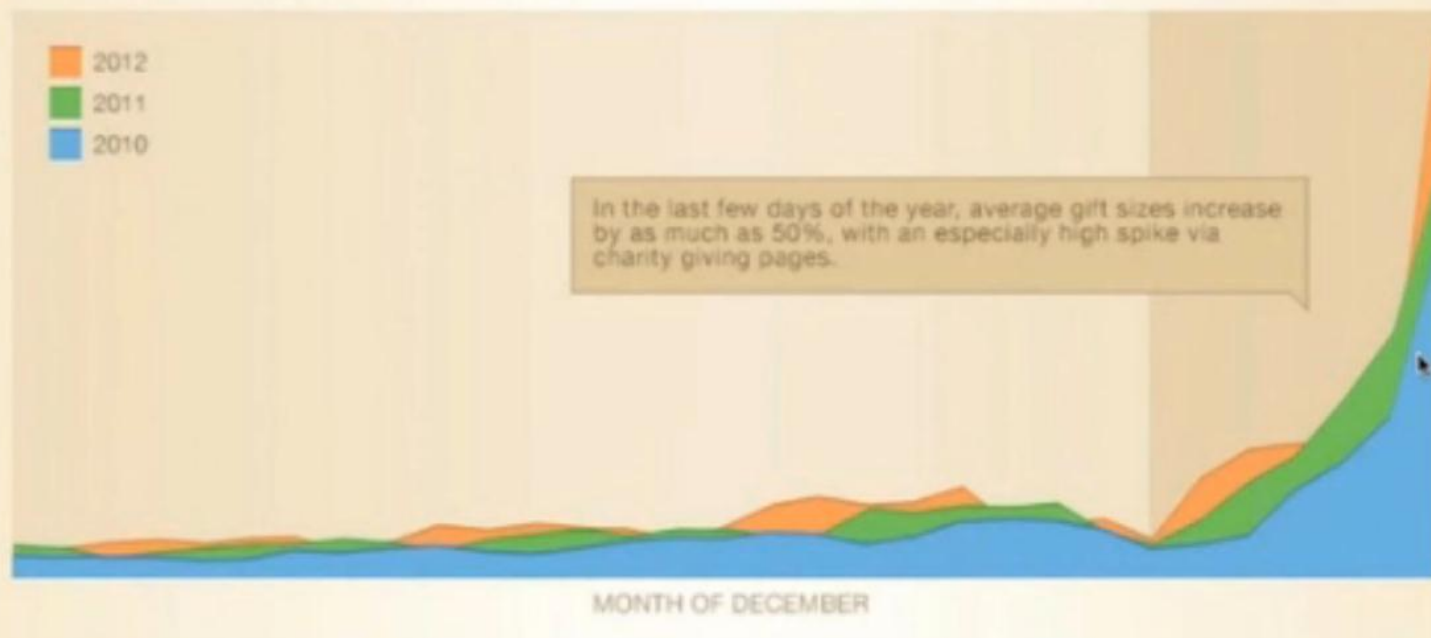 2012
2011
2010
In the last few days of the year, average gift sizes increase
by as much as 50%, with an especially high spike via
charity giving pages.
MONTH OF DECEMBER